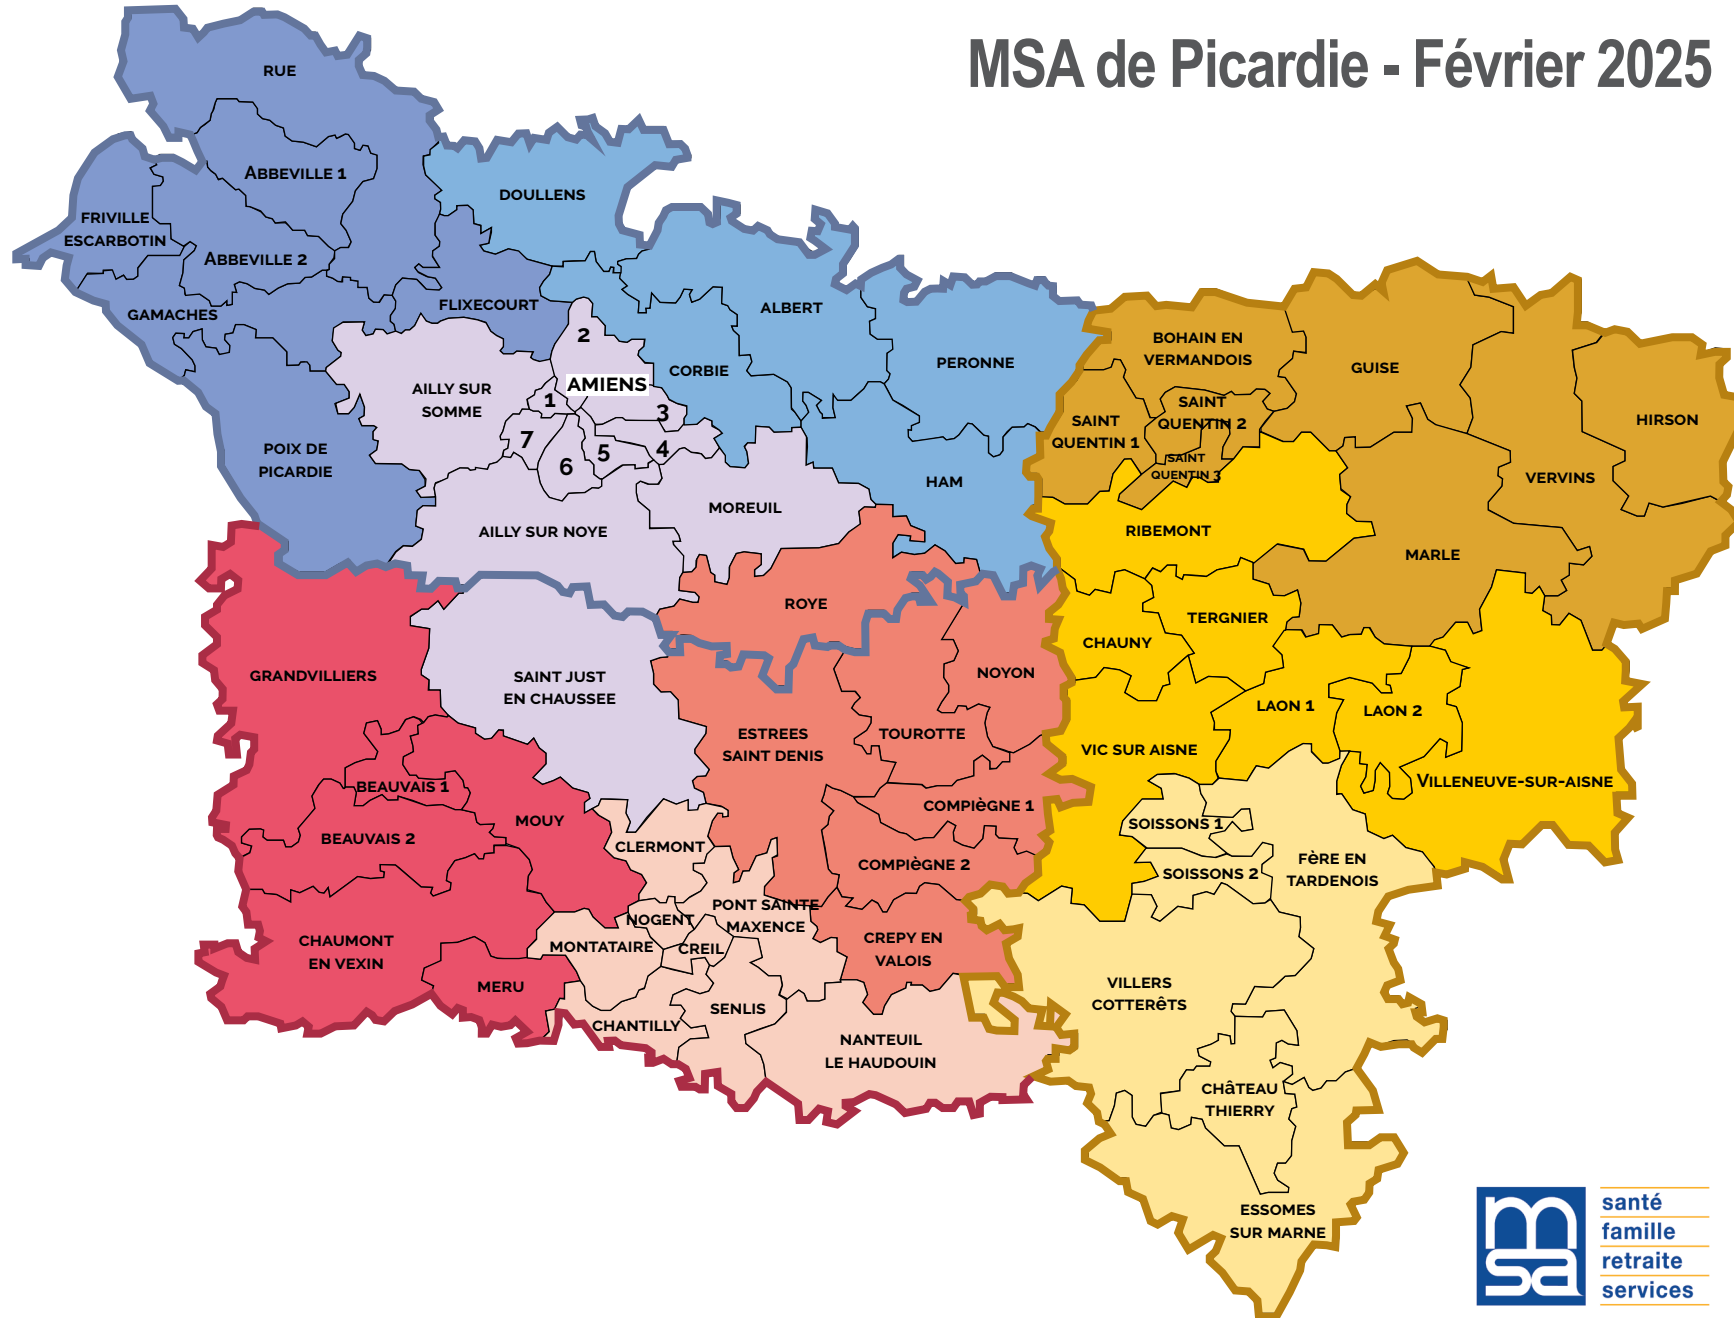 MSA de Picardie - Février 2025
RUE
ABBEVILLE 1
DOULLENS
FRIVILLE
ESCARBOTIN
ABBEVILLE 2
GAMACHES
FLIXECOURT
ALBERT
2
BOHAIN EN
VERMANDOIS
CORBIE
PERONNE
GUISE
AILLY SUR
SOMME
AMIENS
1
3
SAINT
QUENTIN 1
SAINT
QUENTIN 2
HIRSON
7
5
4
6
POIX DE
PICARDIE
SAINT
QUENTIN 3
HAM
VERVINS
MOREUIL
AILLY SUR NOYE
RIBEMONT
MARLE
ROYE
TERGNIER
CHAUNY
GRANDVILLIERS
SAINT JUST
EN CHAUSSEE
NOYON
LAON 1
LAON 2
ESTREES
SAINT DENIS
TOUROTTE
VIC SUR AISNE
VILLENEUVE-SUR-AISNE
BEAUVAIS 1
COMPIèGNE 1
MOUY
SOISSONS 1
BEAUVAIS 2
CLERMONT
COMPIèGNE 2
SOISSONS 2
FèRE EN
TARDENOIS
PONT SAINTE
MAXENCE
NOGENT
CHAUMONT
EN VEXIN
MONTATAIRE
CREIL
CREPY EN
VALOIS
MERU
VILLERS
COTTERêTS
SENLIS
CHANTILLY
NANTEUIL
LE HAUDOUIN
CHâTEAU
THIERRY
ESSOMES
SUR MARNE
msa
santé
famille
retraite
services